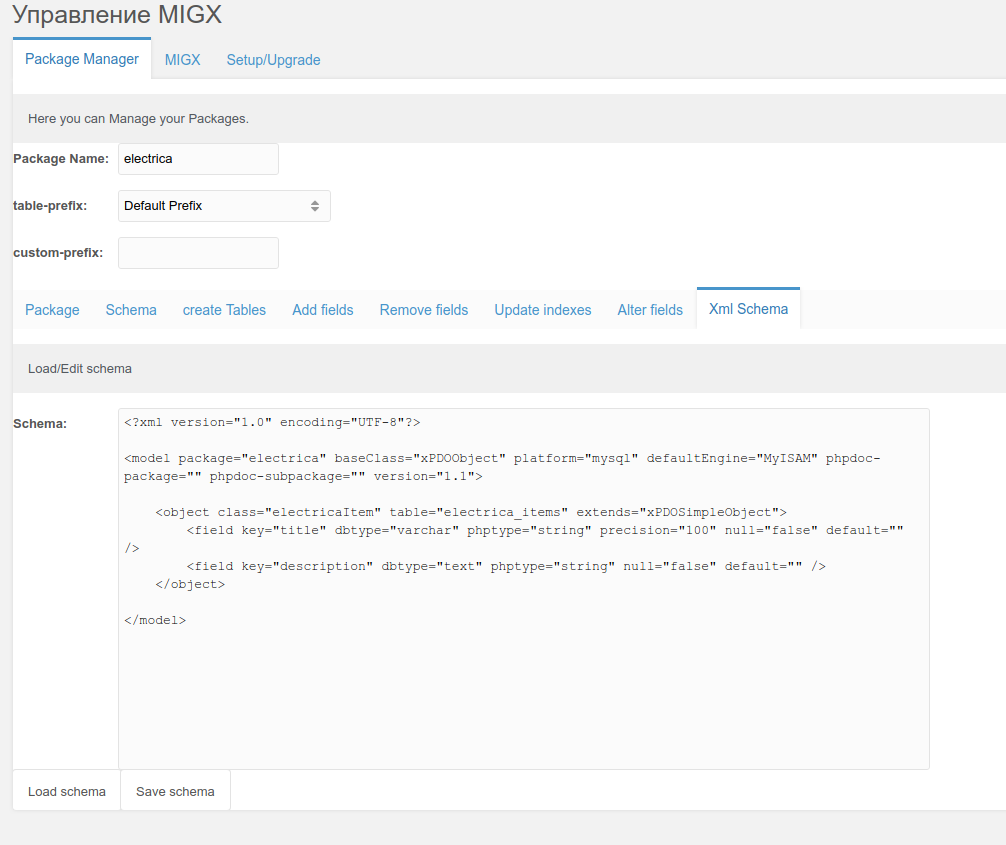 Управление MIGX
Package Manager MIGX Setup/Upgrade
Here you can Manage your Packages.
Package Name: electrica
table-prefix: Default Prefix
custom-prefix:
Package Schema create Tables Add fields Remove fields Update indexes Alter fields Xml Schema
Load/Edit schema
Schema:
<?xml version="1.0" encoding="UTF-8"?>
<model package="electrica" baseClass="xPDOObject" platform="mysql" defaultEngine="MyISAM" phpdoc-
package="" phpdoc-subpackage="" version="1.1">
<object class="electricaItem" table="electrica_items" extends="xPDOSimpleObject">
<field key="title" dbtype="varchar" phptype="string" precision="100" null="false" default=""
/>
<field key="description" dbtype="text" phptype="string" null="false" default="" />
</object>
</model>
Load schema Save schema